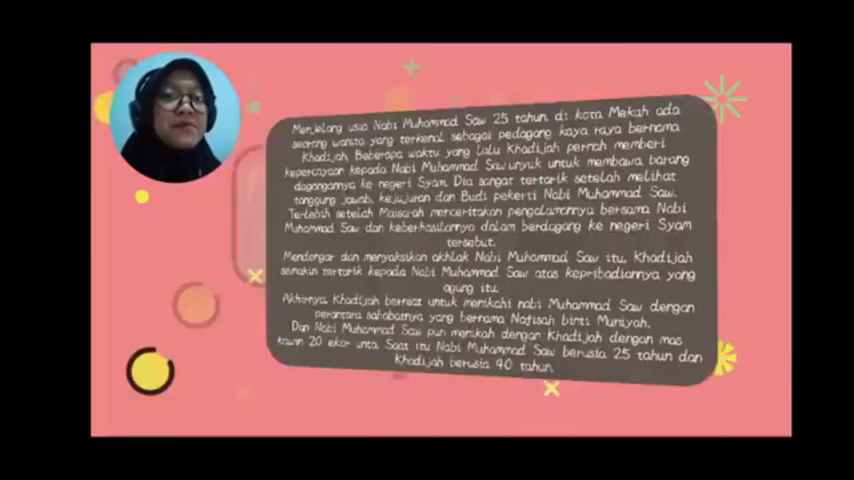 Menjelang usia Nabi Muhammad Saw 25 tahun, di kota Mekah ada
seorang wanita yang terkenal sebagai pedagang kaya raya bernama
Khadijah. Beberapa waktu yang lalu Khadijah pernah memberi
kepercayaan kepada Nabi Muhammad Saw unyuk untuk membawa barang
dagangannya ke negeri Syam. Dia sangat tertarik setelah melihat
tanggung jawab, kejujuran dan Budi pekerti Nabi Muhammad Saw.
Terlebih setelah Maisarah menceritakan pengalamannya bersama Nabi
Muhammad Saw dan keberhasilannya dalam berdagang ke negeri Syam
tersebut.
Mendengar dan menyaksikan akhlak Nabi Muhammad Saw itu, Khadijah
semakin tertarik kepada Nabi Muhammad Saw atas kepribadiannya yang
agung itu.
Akhirnya Khadijah berniat untuk menikahi nabi Muhammad Saw dengan
perantara sahabatnya yang bernama Nafisah binti Muniyah.
Dan Nabi Muhammad Saw pun menikah dengan Khadijah dengan mas
kawin 20 ekor unta. Saat itu Nabi Muhammad Saw berusia 25 tahun dan
Khadijah berusia 40 tahun.